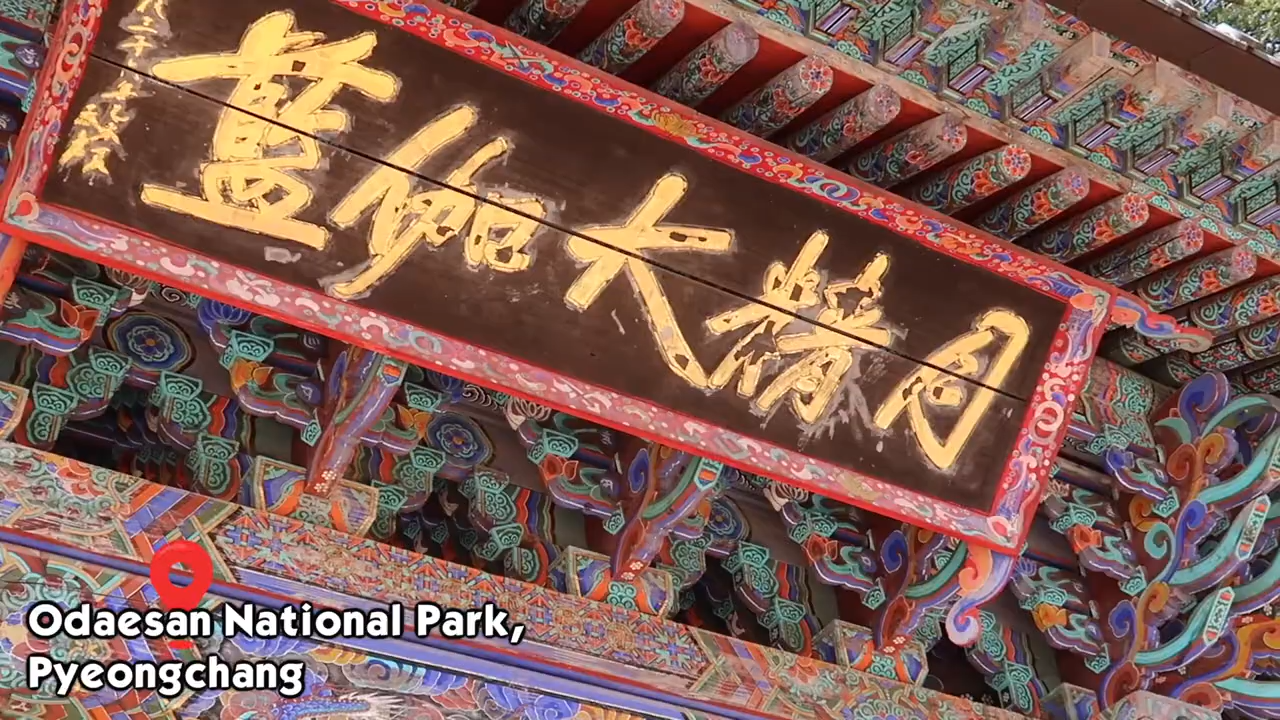 月精大伽藍
Odaesan National Park,
Pyeongchang